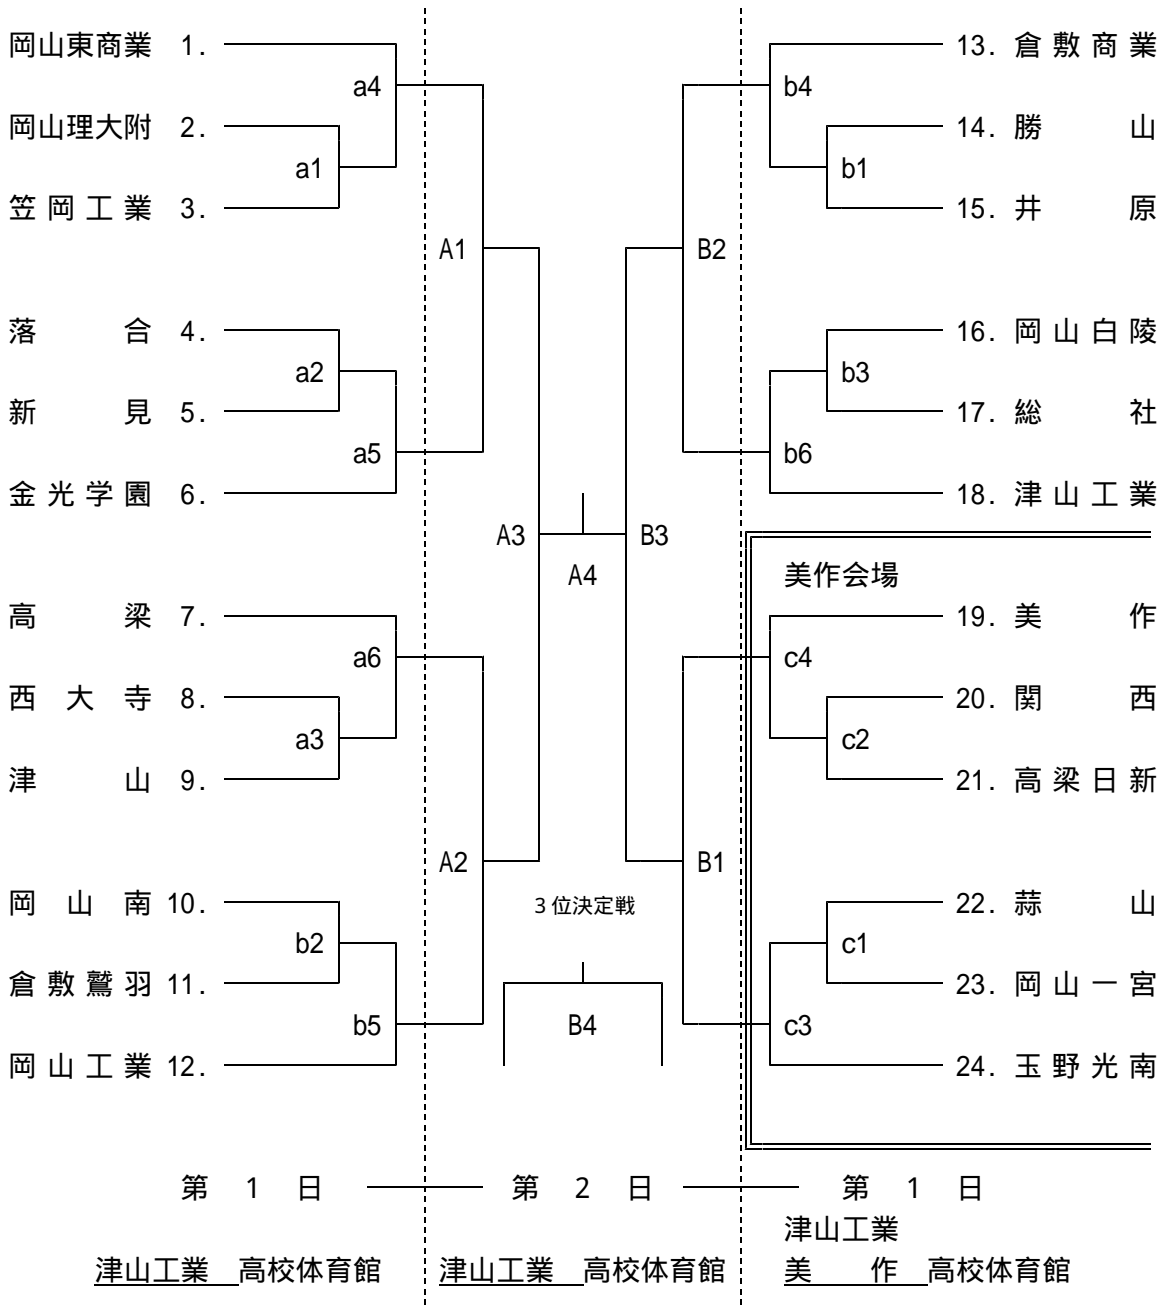 岡山東商業 1.
a4
岡山理大附 2.
a1
笠岡工業 3.
A1
落合 4.
a2
新見 5.
a5
金光学園 6.
A3
高梁 7.
a6
西大寺 8.
a3
津山 9.
A2
岡山南 10.
b2
倉敷鷲羽 11.
b5
岡山工業 12.
A4
3位決定戦
B4
13. 倉敷商業
b4
14. 勝山
b1
15. 井原
B2
16. 岡山白陵
b3
17. 総社
b6
18. 津山工業
B3
美作会場
19. 美作
c4
20. 関西
c2
21. 高梁日新
B1
22. 蒜山
c1
23. 岡山一宮
c3
24. 玉野光南
第1日 第2日 第1日
津山工業
津山工業 高校体育館 津山工業 高校体育館 美作 高校体育館